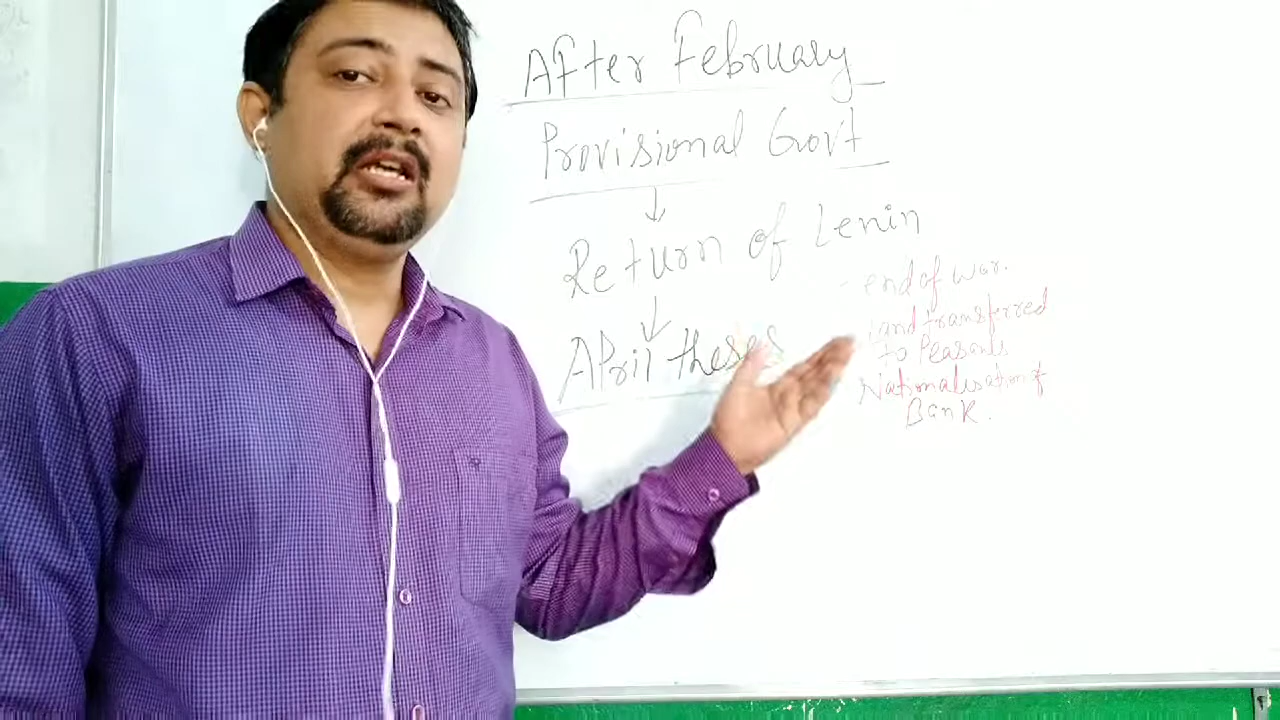 After February
Provisional Govt
↓
Return of Lenin
↓
April theses
- end of war.
Land transferred
to Peasants
Nationalisation of
Bank.